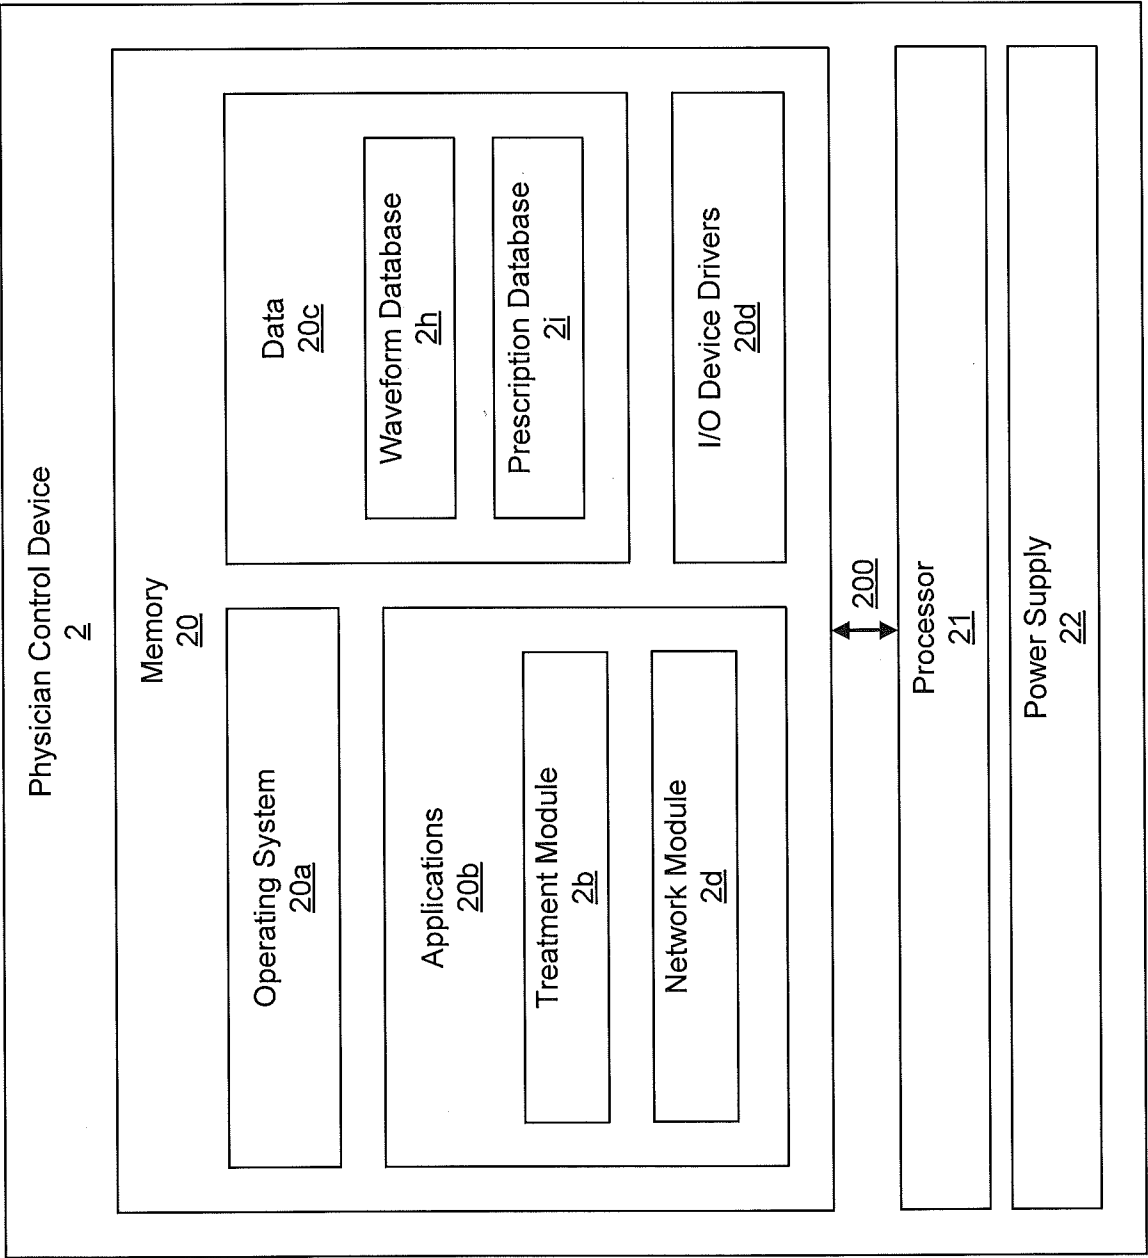 Physician Control Device
2
Memory
20
Operating System
20a
Applications
20b
Treatment Module
2b
Network Module
2d
Data
20c
Waveform Database
2h
Prescription Database
2i
I/O Device Drivers
20d
200
Processor
21
Power Supply
22